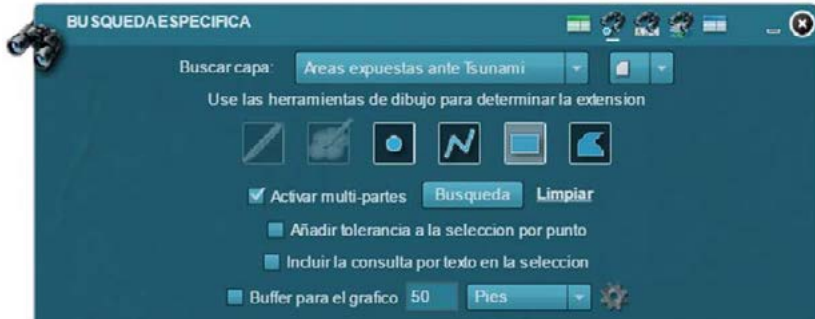 BUSQUEDA ESPECIFICA
Buscar capa: Areas expuestas ante Tsunami
Use las herramientas de dibujo para determinar la extension
Activar multi-partes Busqueda Limpiar
Añadir tolerancia a la seleccion por punto
Incluir la consulta por texto en la seleccion
Buffer para el grafico 50 Pies